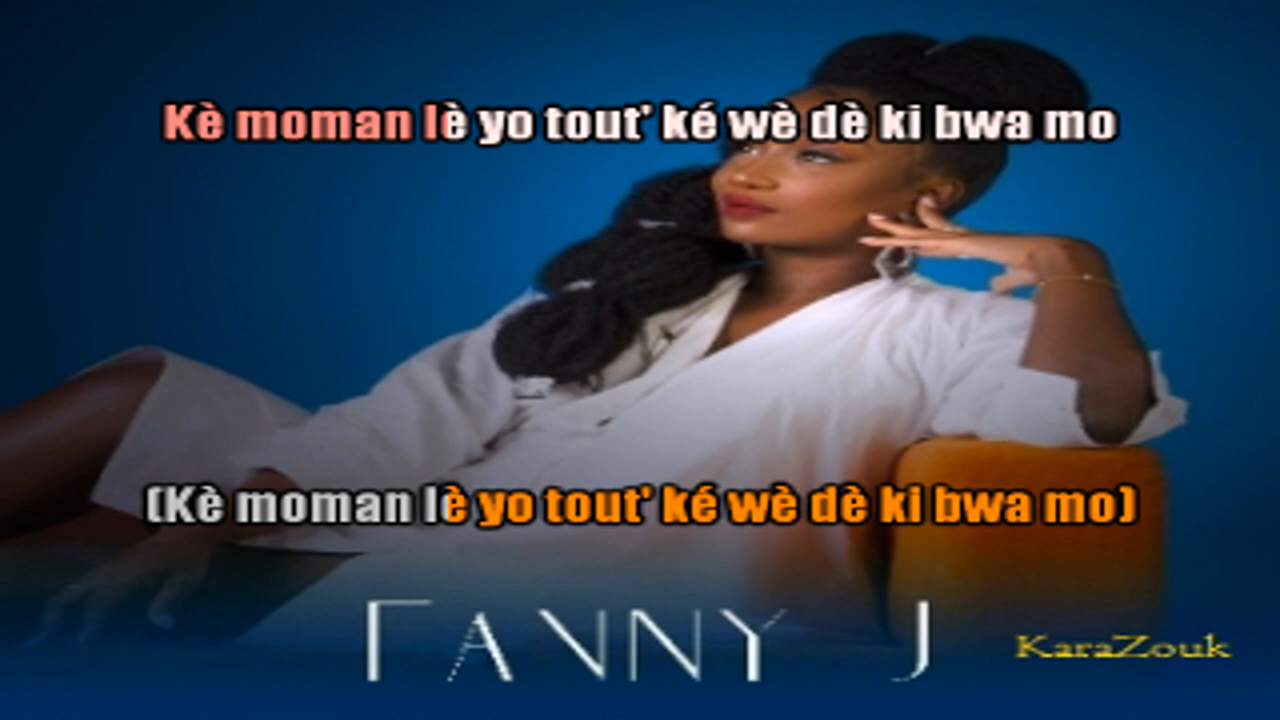 Kè moman lè yo tout' ké wè dè ki bwa mo
(Kè moman lè yo tout' ké wè dè ki bwa mo)
FANNY J
KaraZouk